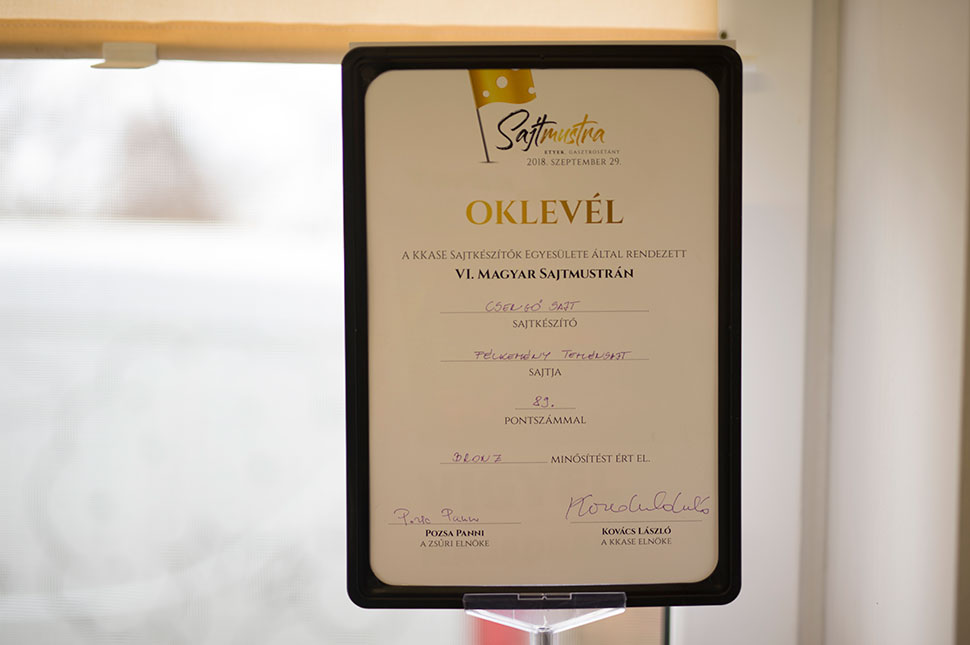 Sajtmustra
ETYEK, GASZTROSÉTÁNY
2018. SZEPTEMBER 29.
OKLEVÉL
A KKASE SAJTKÉSZÍTŐK EGYESÜLETE ÁLTAL RENDEZETT
VI. MAGYAR SAJTMUSTRÁN
CSENGŐ SAJT
SAJTKÉSZÍTŐ
FÉLKEMÉNY TEHÉNSAJT
SAJTJA
89.
PONTSZÁMMAL
BRONZ MINŐSÍTÉST ÉRT EL.
POZSA PANNI
A ZSŰRI ELNÖKE
KOVÁCS LÁSZLÓ
A KKASE ELNÖKE